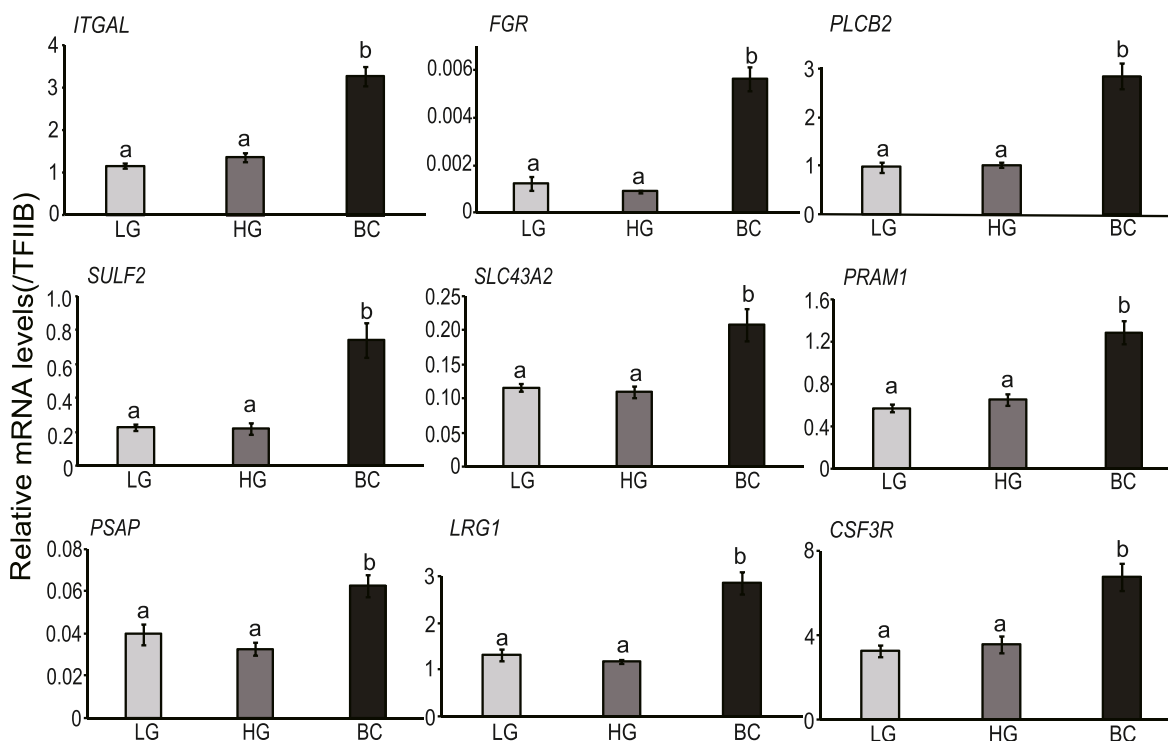 Relative mRNA levels(/TFIIB)
ITGAL
4
3
2
1
0
a
a
b
LG
HG
BC
FGR
0.006
0.004
0.002
0
a
a
b
LG
HG
BC
PLCB2
3
2
1
0
a
a
b
LG
HG
BC
SULF2
1.0
0.8
0.6
0.4
0.2
0
a
a
b
LG
HG
BC
SLC43A2
0.25
0.20
0.15
0.10
0.05
0
a
a
b
LG
HG
BC
PRAM1
1.6
1.2
0.8
0.4
0
a
a
b
LG
HG
BC
PSAP
0.08
0.06
0.04
0.02
0
a
a
b
LG
HG
BC
LRG1
3
2
1
0
a
a
b
LG
HG
BC
CSF3R
8
4
0
a
a
b
LG
HG
BC